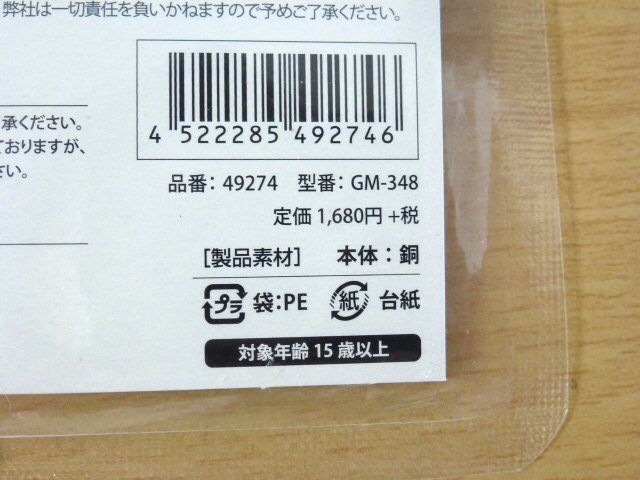 弊社は一切責任を負いかねますので予めご了承ください。
承ください。
ておりますが、
さい。
4 522285 492746
品番：49274 型番：GM-348
定価 1,680円 +税
[製品素材] 本体：銅
プラ 袋：PE 紙 台紙
対象年齢 15 歳以上